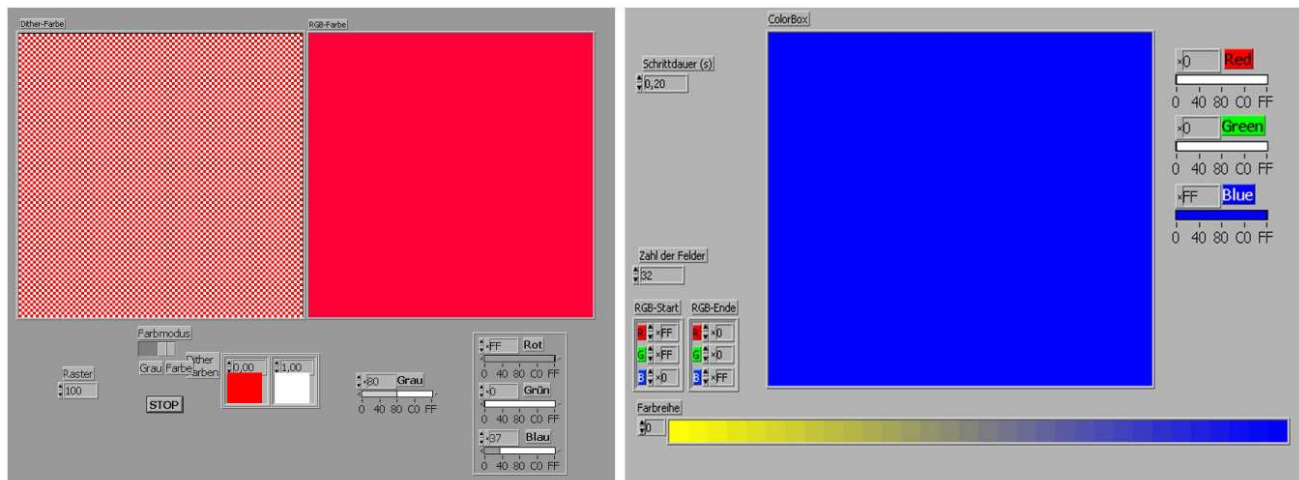 Dither-Farbe
RGB-Farbe
Farbmodus
Grau Farbe
Dither
Farben
0,00
1,00
Raster
100
STOP
×80 Grau
0 40 80 C0 FF
×FF Rot
0 40 80 C0 FF
×0 Grün
0 40 80 C0 FF
×37 Blau
0 40 80 C0 FF
ColorBox
Schrittdauer (s)
0,20
×0 Red
0 40 80 C0 FF
×0 Green
0 40 80 C0 FF
×FF Blue
0 40 80 C0 FF
Zahl der Felder
32
RGB-Start
RGB-Ende
R ×FF
R ×0
G ×FF
G ×0
B ×0
B ×FF
Farbreihe
0